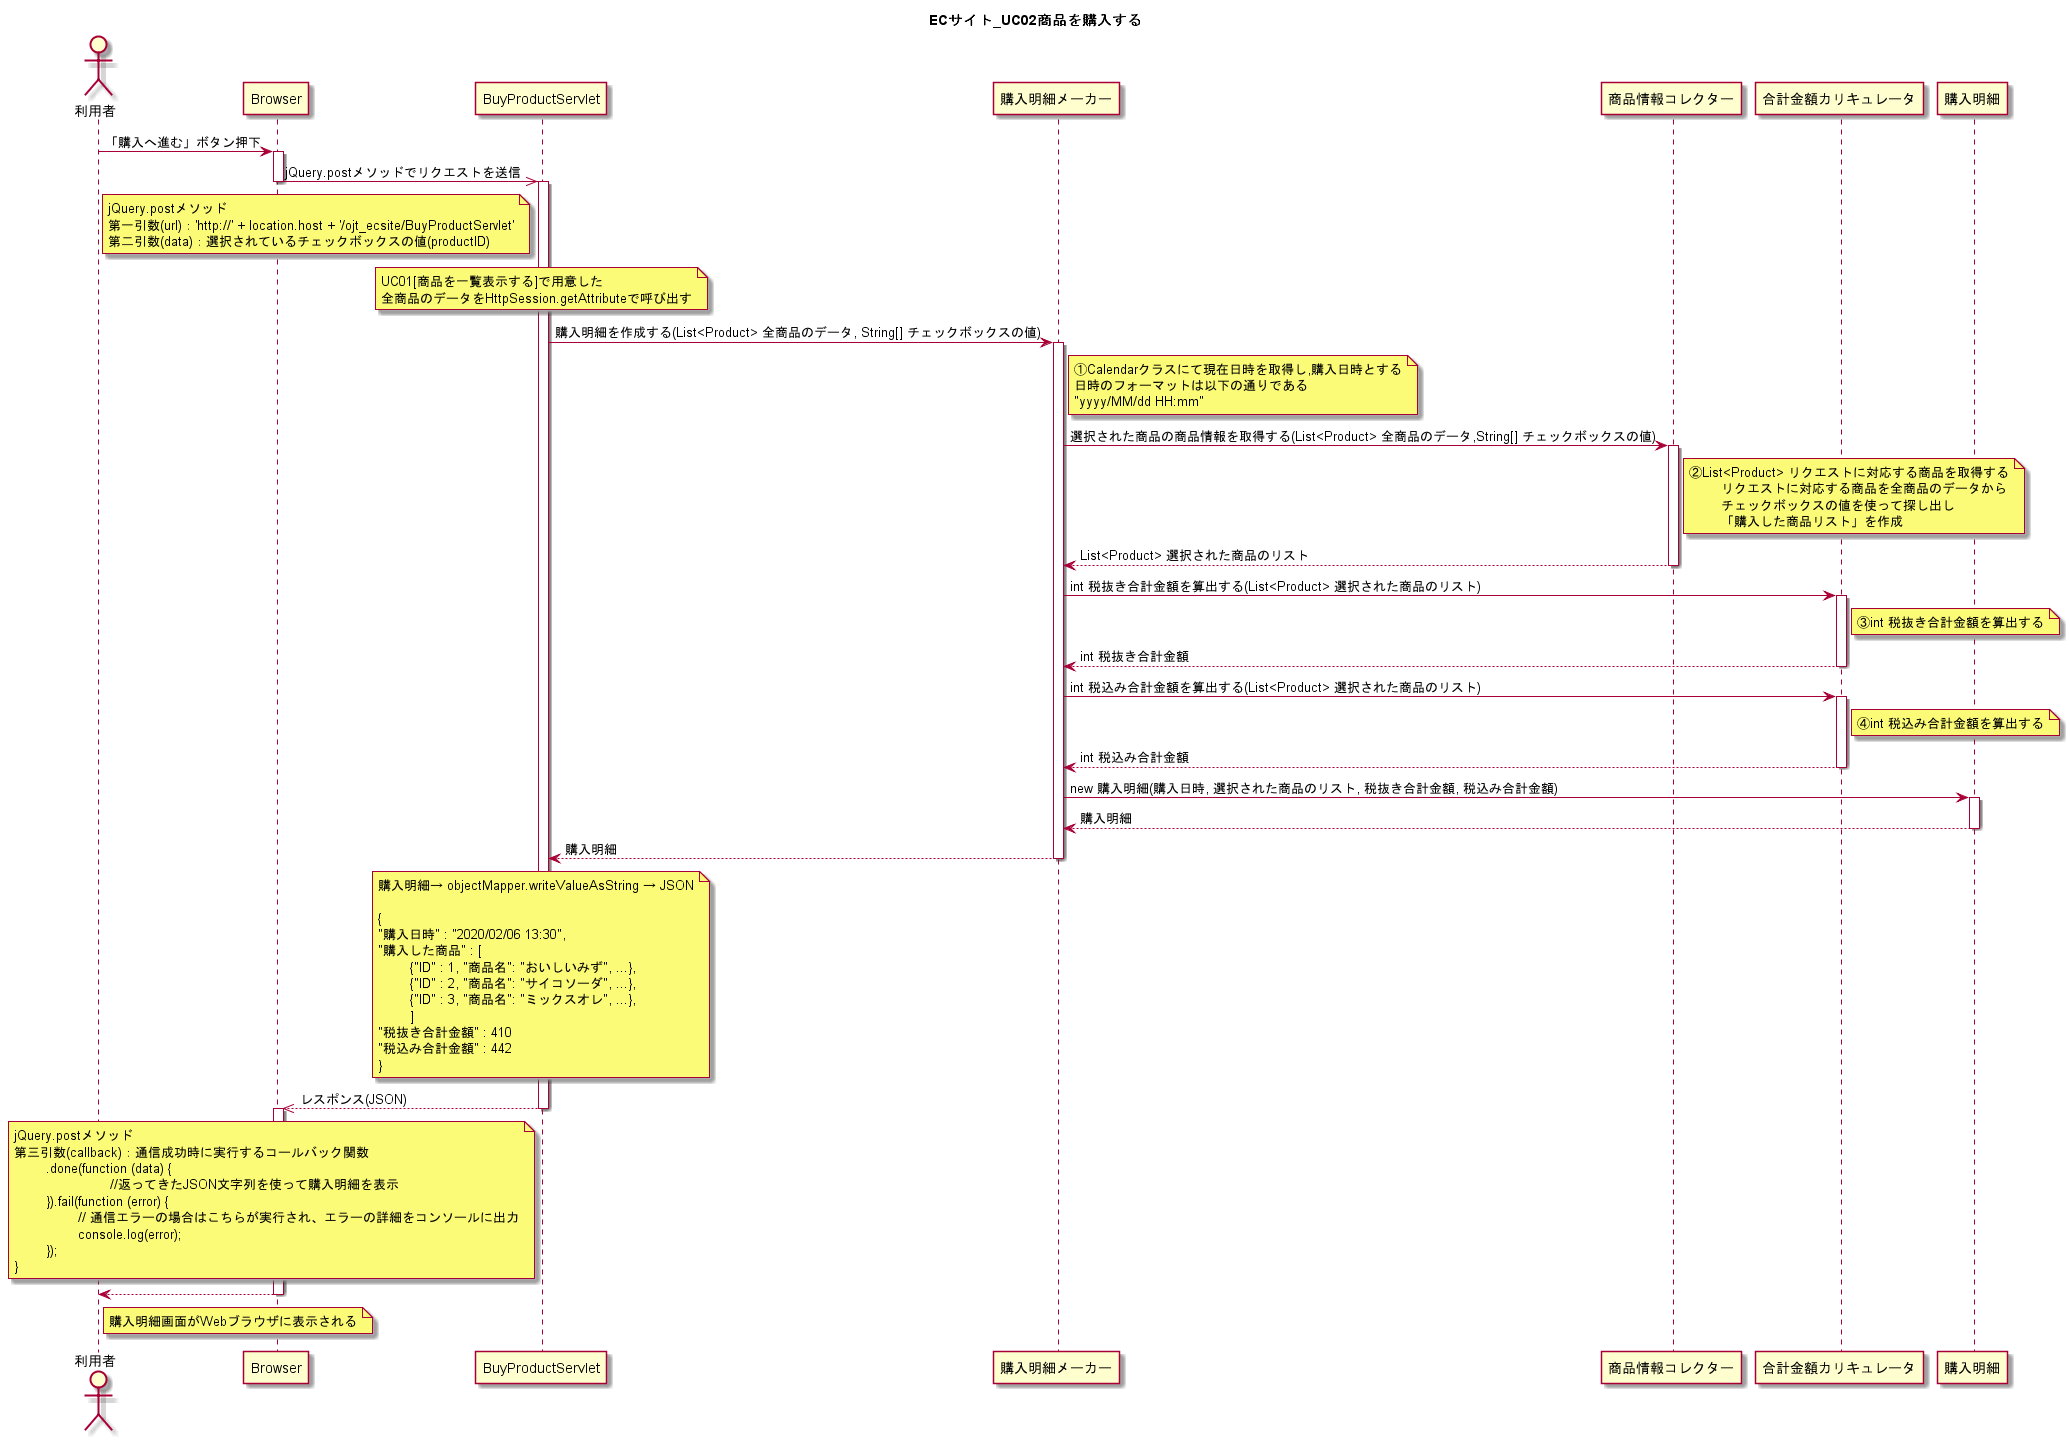 ECサイト_UC02商品を購入する
利用者
Browser
BuyProductServlet
購入明細メーカー
商品情報コレクター
合計金額カリキュレータ
購入明細
「購入へ進む」ボタン押下
jQuery.postメソッドでリクエストを送信
jQuery.postメソッド
第一引数(url) : 'http://' + location.host + '/ojt_ecsite/BuyProductServlet'
第二引数(data) : 選択されているチェックボックスの値(productID)
UC01[商品を一覧表示する]で用意した
全商品のデータをHttpSession.getAttributeで呼び出す
購入明細を作成する(List<Product> 全商品のデータ, String[] チェックボックスの値)
①Calendarクラスにて現在日時を取得し,購入日時とする
日時のフォーマットは以下の通りである
"yyyy/MM/dd HH:mm"
選択された商品の商品情報を取得する(List<Product> 全商品のデータ,String[] チェックボックスの値)
②List<Product> リクエストに対応する商品を取得する
リクエストに対応する商品を全商品のデータから
チェックボックスの値を使って探し出し
「購入した商品リスト」を作成
List<Product> 選択された商品のリスト
int 税抜き合計金額を算出する(List<Product> 選択された商品のリスト)
③int 税抜き合計金額を算出する
int 税抜き合計金額
int 税込み合計金額を算出する(List<Product> 選択された商品のリスト)
④int 税込み合計金額を算出する
int 税込み合計金額
new 購入明細(購入日時, 選択された商品のリスト, 税抜き合計金額, 税込み合計金額)
購入明細
購入明細
購入明細→ objectMapper.writeValueAsString → JSON
{
"購入日時" : "2020/02/06 13:30",
"購入した商品" : [
{"ID" : 1, "商品名": "おいしいみず", ...},
{"ID" : 2, "商品名": "サイコソーダ", ...},
{"ID" : 3, "商品名": "ミックスオレ", ...},
]
"税抜き合計金額" : 410
"税込み合計金額" : 442
}
レスポンス(JSON)
jQuery.postメソッド
第三引数(callback) : 通信成功時に実行するコールバック関数
.done(function (data) {
//返ってきたJSON文字列を使って購入明細を表示
}).fail(function (error) {
// 通信エラーの場合はこちらが実行され、エラーの詳細をコンソールに出力
console.log(error);
});
}
購入明細画面がWebブラウザに表示される
利用者
Browser
BuyProductServlet
購入明細メーカー
商品情報コレクター
合計金額カリキュレータ
購入明細